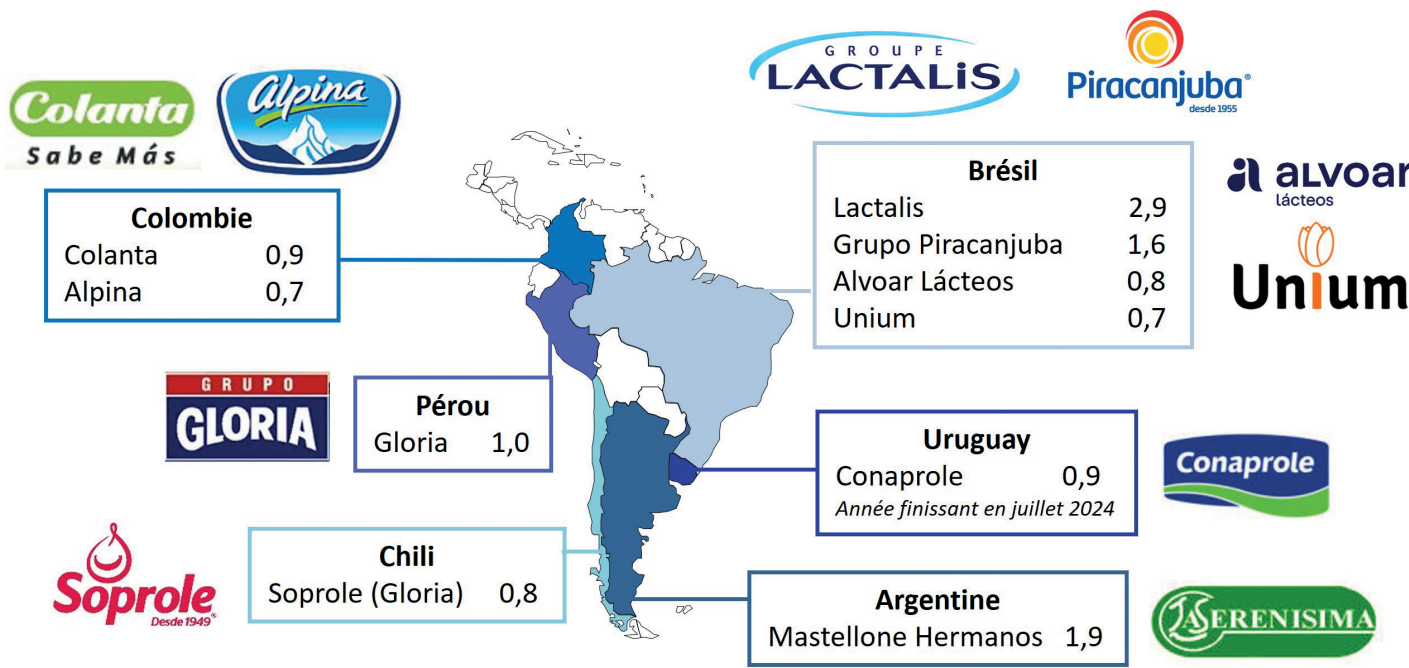 GROUPE
LACTALIS
Piracanjuba®
desde 1955
Colanta
Sabe Más
Alpina
Colombie
Colanta 0,9
Alpina 0,7
Brésil
Lactalis 2,9
Grupo Piracanjuba 1,6
Alvoar Lácteos 0,8
Unium 0,7
aLvoar
lácteos
Unium
GRUPO
GLORIA
Pérou
Gloria 1,0
Uruguay
Conaprole 0,9
Année finissant en juillet 2024
Conaprole
Soprole®
Desde 1949
Chili
Soprole (Gloria) 0,8
Argentine
Mastellone Hermanos 1,9
LASERENISIMA